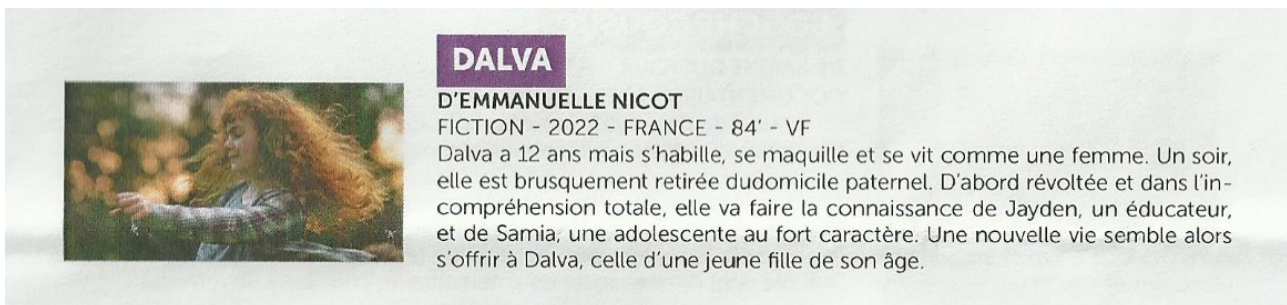 DALVA
D'EMMANUELLE NICOT
FICTION - 2022 - FRANCE - 84' - VF
Dalva a 12 ans mais s'habille, se maquille et se vit comme une femme. Un soir,
elle est brusquement retirée dudomicile paternel. D'abord révoltée et dans l'in-
compréhension totale, elle va faire la connaissance de Jayden, un éducateur,
et de Samia, une adolescente au fort caractère. Une nouvelle vie semble alors
s'offrir à Dalva, celle d'une jeune fille de son âge.